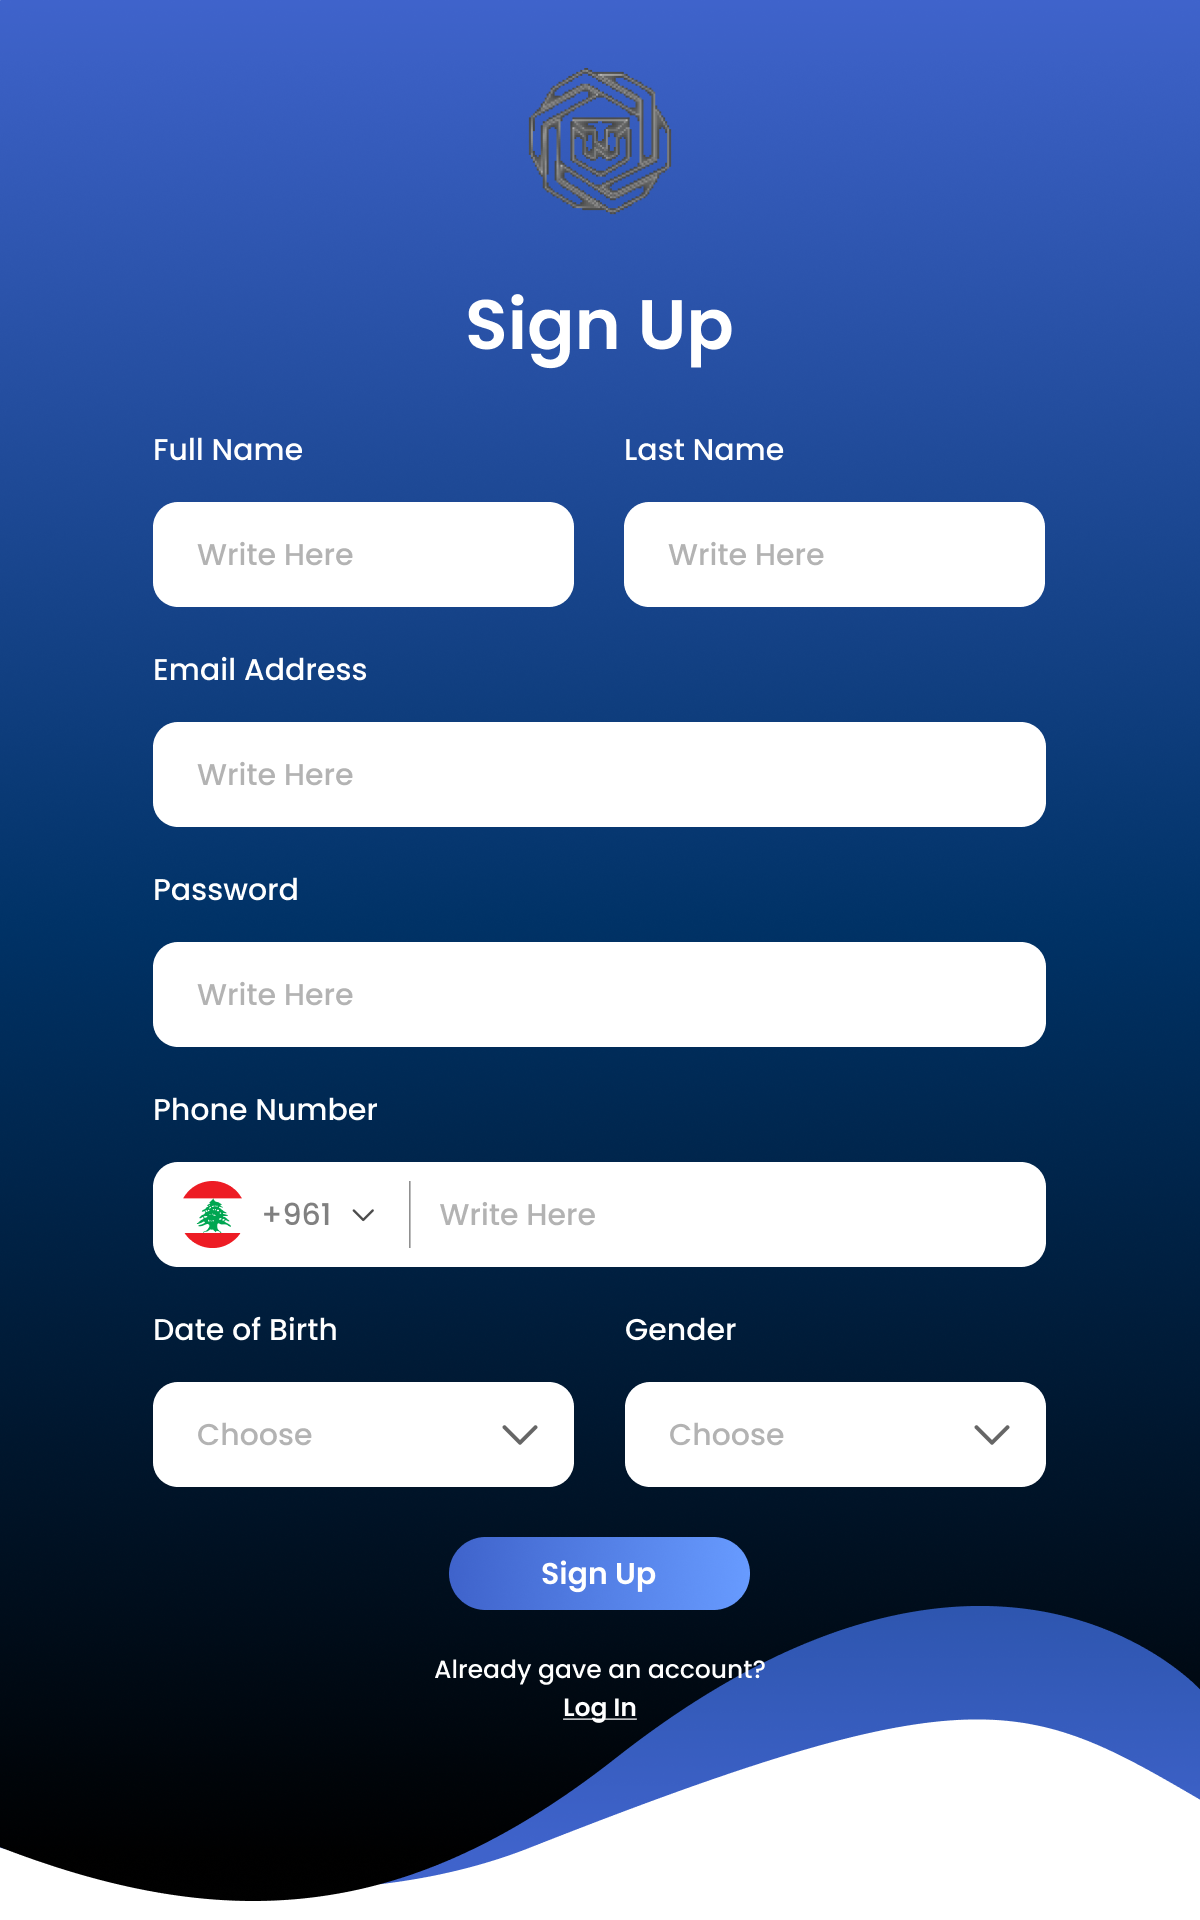 Sign Up
Full Name
Last Name
Write Here
Write Here
Email Address
Write Here
Password
Write Here
Phone Number
+961
Write Here
Date of Birth
Gender
Choose
Choose
Sign Up
Already gave an account?
Log In